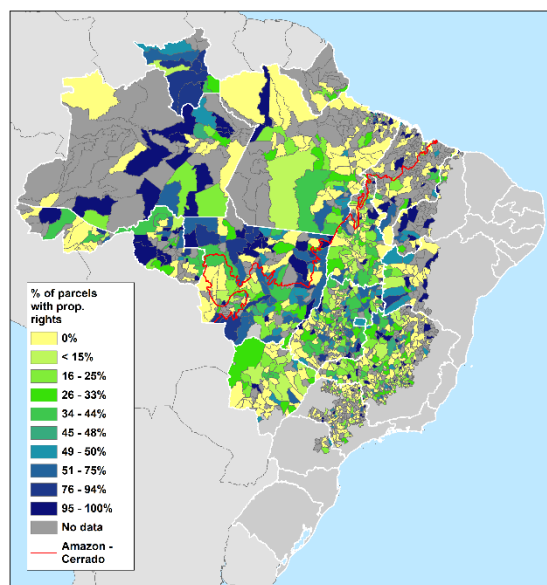 % of parcels
with prop.
rights
0%
< 15%
16 - 25%
26 - 33%
34 - 44%
45 - 48%
49 - 50%
51 - 75%
76 - 94%
95 - 100%
No data
Amazon -
Cerrado